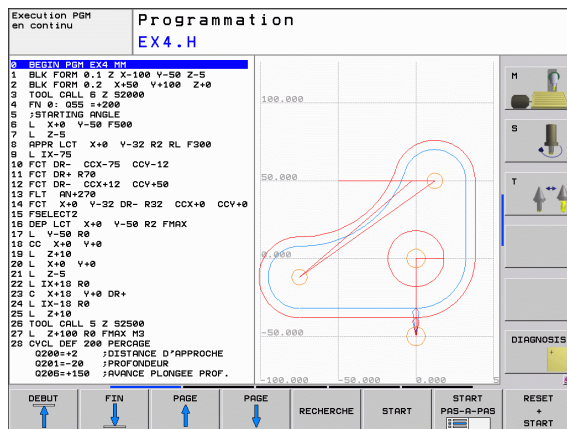 Execution PGM
en continu
Programmation
EX4.H
0 BEGIN PGM EX4 MM
1 BLK FORM 0.1 Z X-100 Y-50 Z-5
2 BLK FORM 0.2 X+50 Y+100 Z+0
3 TOOL CALL 6 Z S2000
4 FN 0: Q55 =+200
5 ;STARTING ANGLE
6 L X+0 Y-50 F500
7 L Z-5
8 APPR LCT X+0 Y-32 R2 RL F300
9 L IX-75
10 FCT DR- CCX-75 CCY-12
11 FCT DR+ R70
12 FCT DR- CCX+12 CCY+50
13 FLT AN+270
14 FCT X+0 Y-32 DR- R32 CCX+0 CCY+0
15 FSELECT2
16 DEP LCT X+0 Y-50 R2 FMAX
17 L Y-50 R0
18 CC X+0 Y+0
19 L Z+10
20 L X+0 Y+0
21 L Z-5
22 L IX+18 R0
23 C X+18 Y+0 DR+
24 L IX-18 R0
25 L Z+10
26 TOOL CALL 5 Z S2500
27 L Z+100 R0 FMAX M3
28 CYCL DEF 200 PERCAGE
Q200=+2 ;DISTANCE D'APPROCHE
Q201=-20 ;PROFONDEUR
Q206=+150 ;AVANCE PLONGEE PROF.
100.000
50.000
0.000
-50.000
-100.000
-50.000
0.000
5
M
S
T
DIAGNOSIS
DEBUT
FIN
PAGE
PAGE
RECHERCHE
START
START
PAS-A-PAS
RESET
+
START